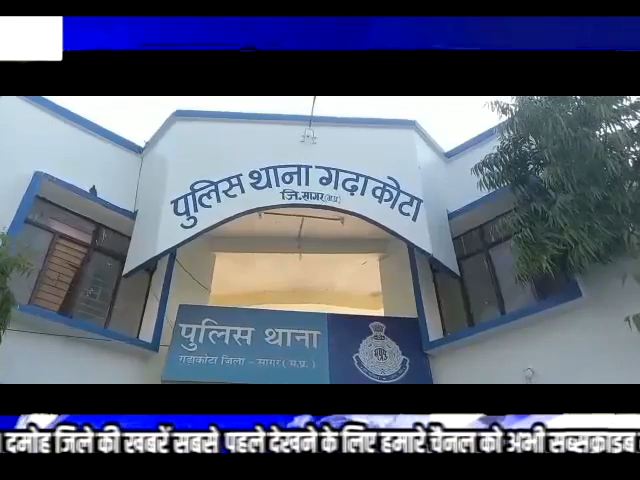 पुलिस थाना गढ़ाकोटा
जि.सागर(म.प्र.)
पुलिस थाना
गढ़ाकोटा जिला - सागर (म.प्र.)
दमोह जिले की खबरें सबसे पहले देखने के लिए हमारे चैनल को अभी सब्सक्राइब